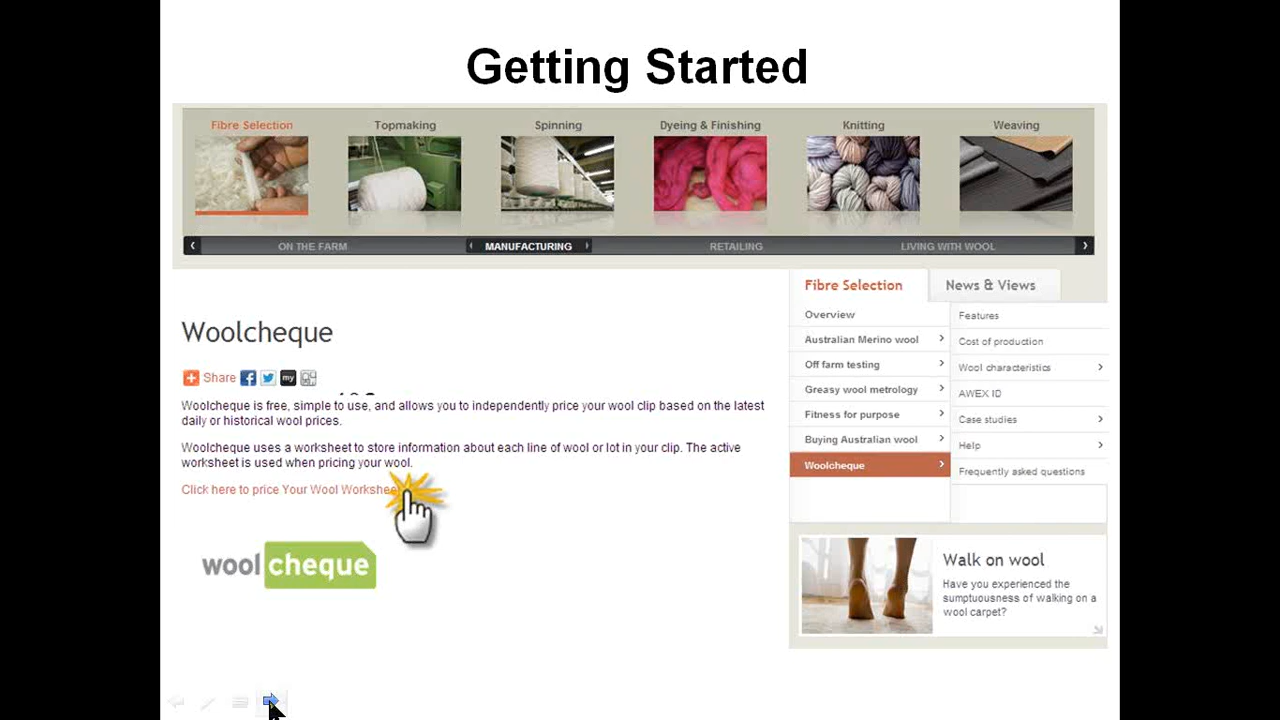 Getting Started
Fibre Selection
Topmaking
Spinning
Dyeing & Finishing
Knitting
Weaving
ON THE FARM
MANUFACTURING
RETAILING
LIVING WITH WOOL
Woolcheque
Share
my
Woolcheque is free, simple to use, and allows you to independently price your wool clip based on the latest
daily or historical wool prices.
Woolcheque uses a worksheet to store information about each line of wool or lot in your clip. The active
worksheet is used when pricing your wool.
Click here to price Your Wool
woolcheque
Fibre Selection
News & Views
Overview
Australian Merino wool
Off farm testing
Greasy wool metrology
Fitness for purpose
Buying Australian wool
Woolcheque
Features
Cost of production
Wool characteristics
AWEX ID
Case studies
Help
Frequently asked questions
Walk on wool
Have you experienced the
sumptuousness of walking on a
wool carpet?